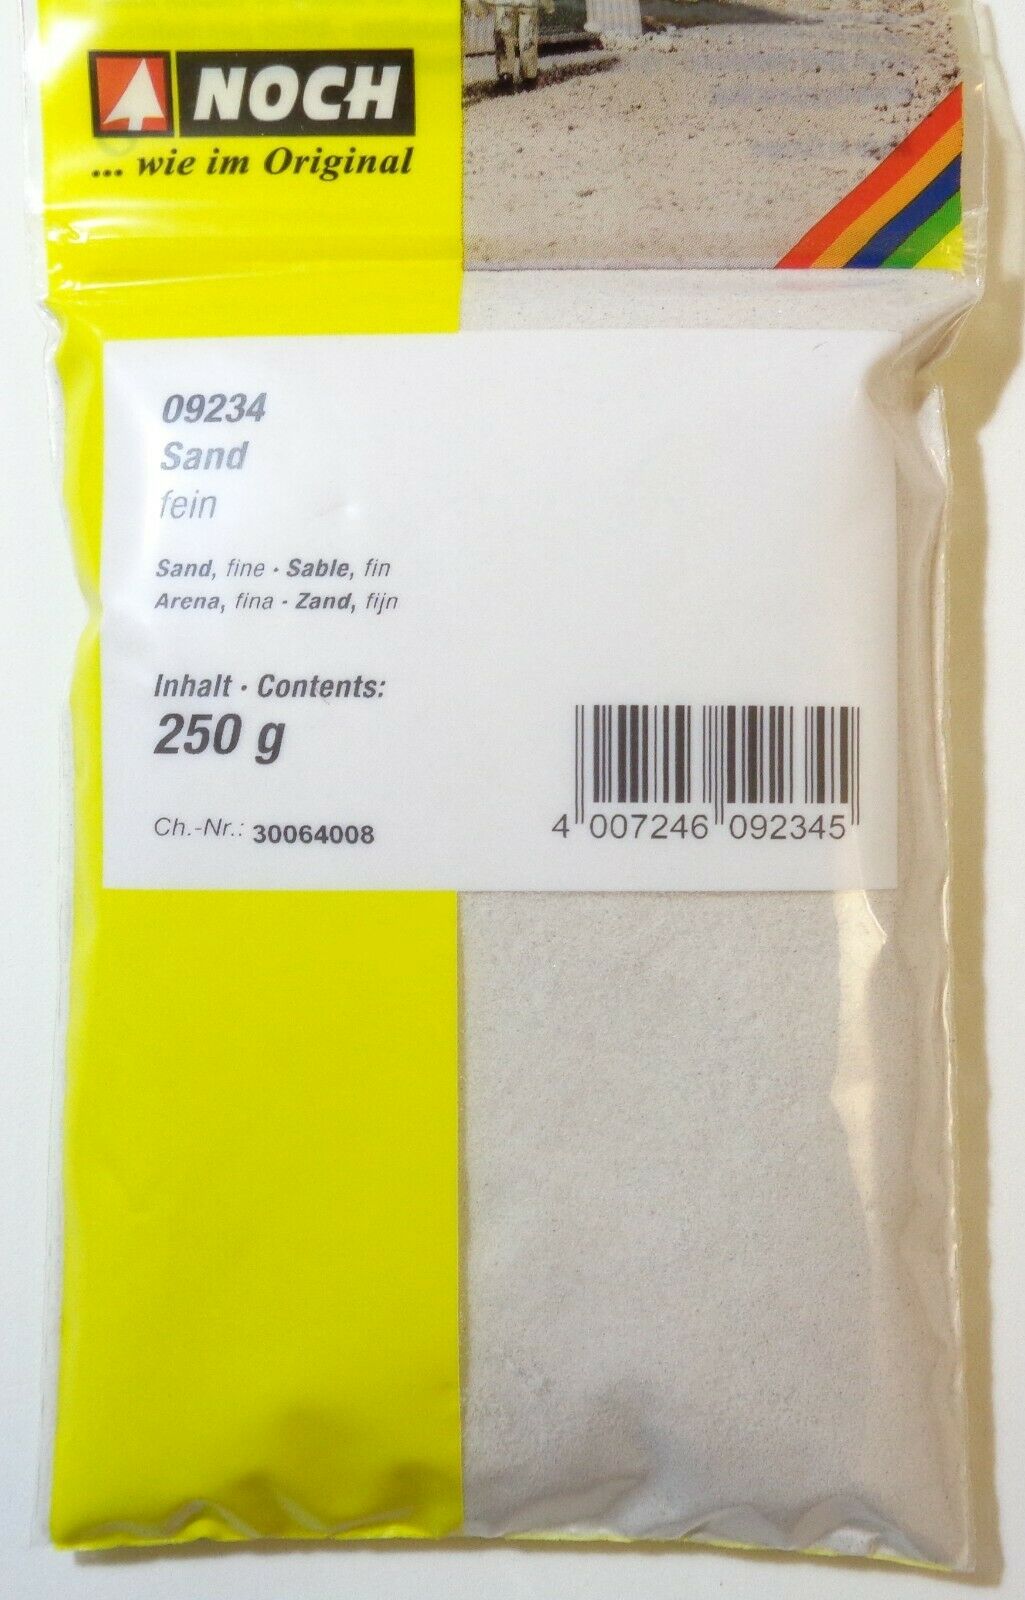 NOCH
... wie im Original
09234
Sand
fein
Sand, fine · Sable, fin
Arena, fina · Zand, fijn
Inhalt · Contents:
250 g
Ch.-Nr.: 30064008
4 007246 092345